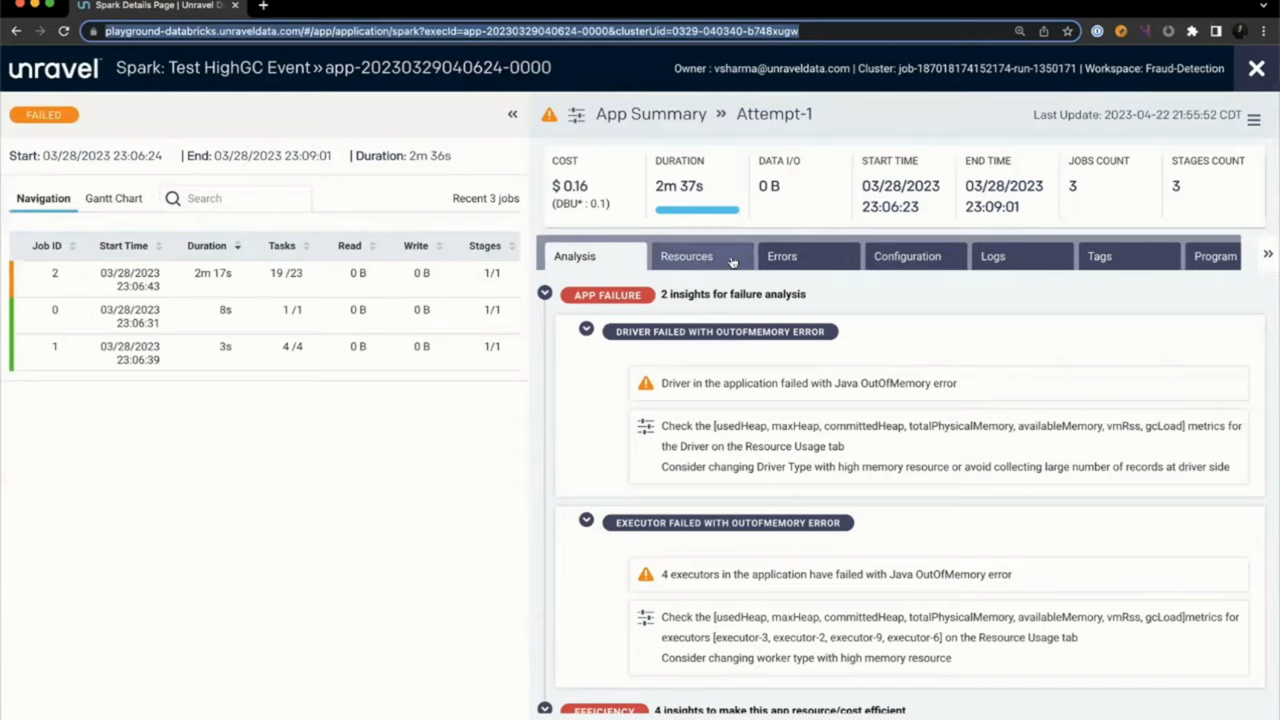 Spark Details Page | Unravel D
playground-databricks.unraveldata.com/#/app/application/spark?execId=app-20230329040624-0000&clusterUid=0329-040340-b748xugw
unravel
Spark: Test HighGC Event » app-20230329040624-0000
Owner : vsharma@unraveldata.com | Cluster: job-187018174152174-run-1350171 | Workspace: Fraud-Detection
FAILED
Start: 03/28/2023 23:06:24 | End: 03/28/2023 23:09:01 | Duration: 2m 36s
Navigation Gantt Chart Search Recent 3 jobs
Job ID Start Time Duration Tasks Read Write Stages
2 03/28/2023 2m 17s 19 /23 0 B 0 B 1/1
23:06:43
0 03/28/2023 8s 1 /1 0 B 0 B 1/1
23:06:31
1 03/28/2023 3s 4 /4 0 B 0 B 1/1
23:06:39
App Summary » Attempt-1
Last Update: 2023-04-22 21:55:52 CDT
COST DURATION DATA I/O START TIME END TIME JOBS COUNT STAGES COUNT
$ 0.16 2m 37s 0 B 03/28/2023 03/28/2023 3 3
(DBU* : 0.1) 23:06:23 23:09:01
Analysis Resources Errors Configuration Logs Tags Program
APP FAILURE 2 insights for failure analysis
DRIVER FAILED WITH OUTOFMEMORY ERROR
Driver in the application failed with Java OutOfMemory error
Check the [usedHeap, maxHeap, committedHeap, totalPhysicalMemory, availableMemory, vmRss, gcLoad] metrics for
the Driver on the Resource Usage tab
Consider changing Driver Type with high memory resource or avoid collecting large number of records at driver side
EXECUTOR FAILED WITH OUTOFMEMORY ERROR
4 executors in the application have failed with Java OutOfMemory error
Check the [usedHeap, maxHeap, committedHeap, totalPhysicalMemory, availableMemory, vmRss, gcLoad]metrics for
executors [executor-3, executor-2, executor-9, executor-6] on the Resource Usage tab
Consider changing worker type with high memory resource
EFFICIENCY 4 insights to make this app resource/cost efficient